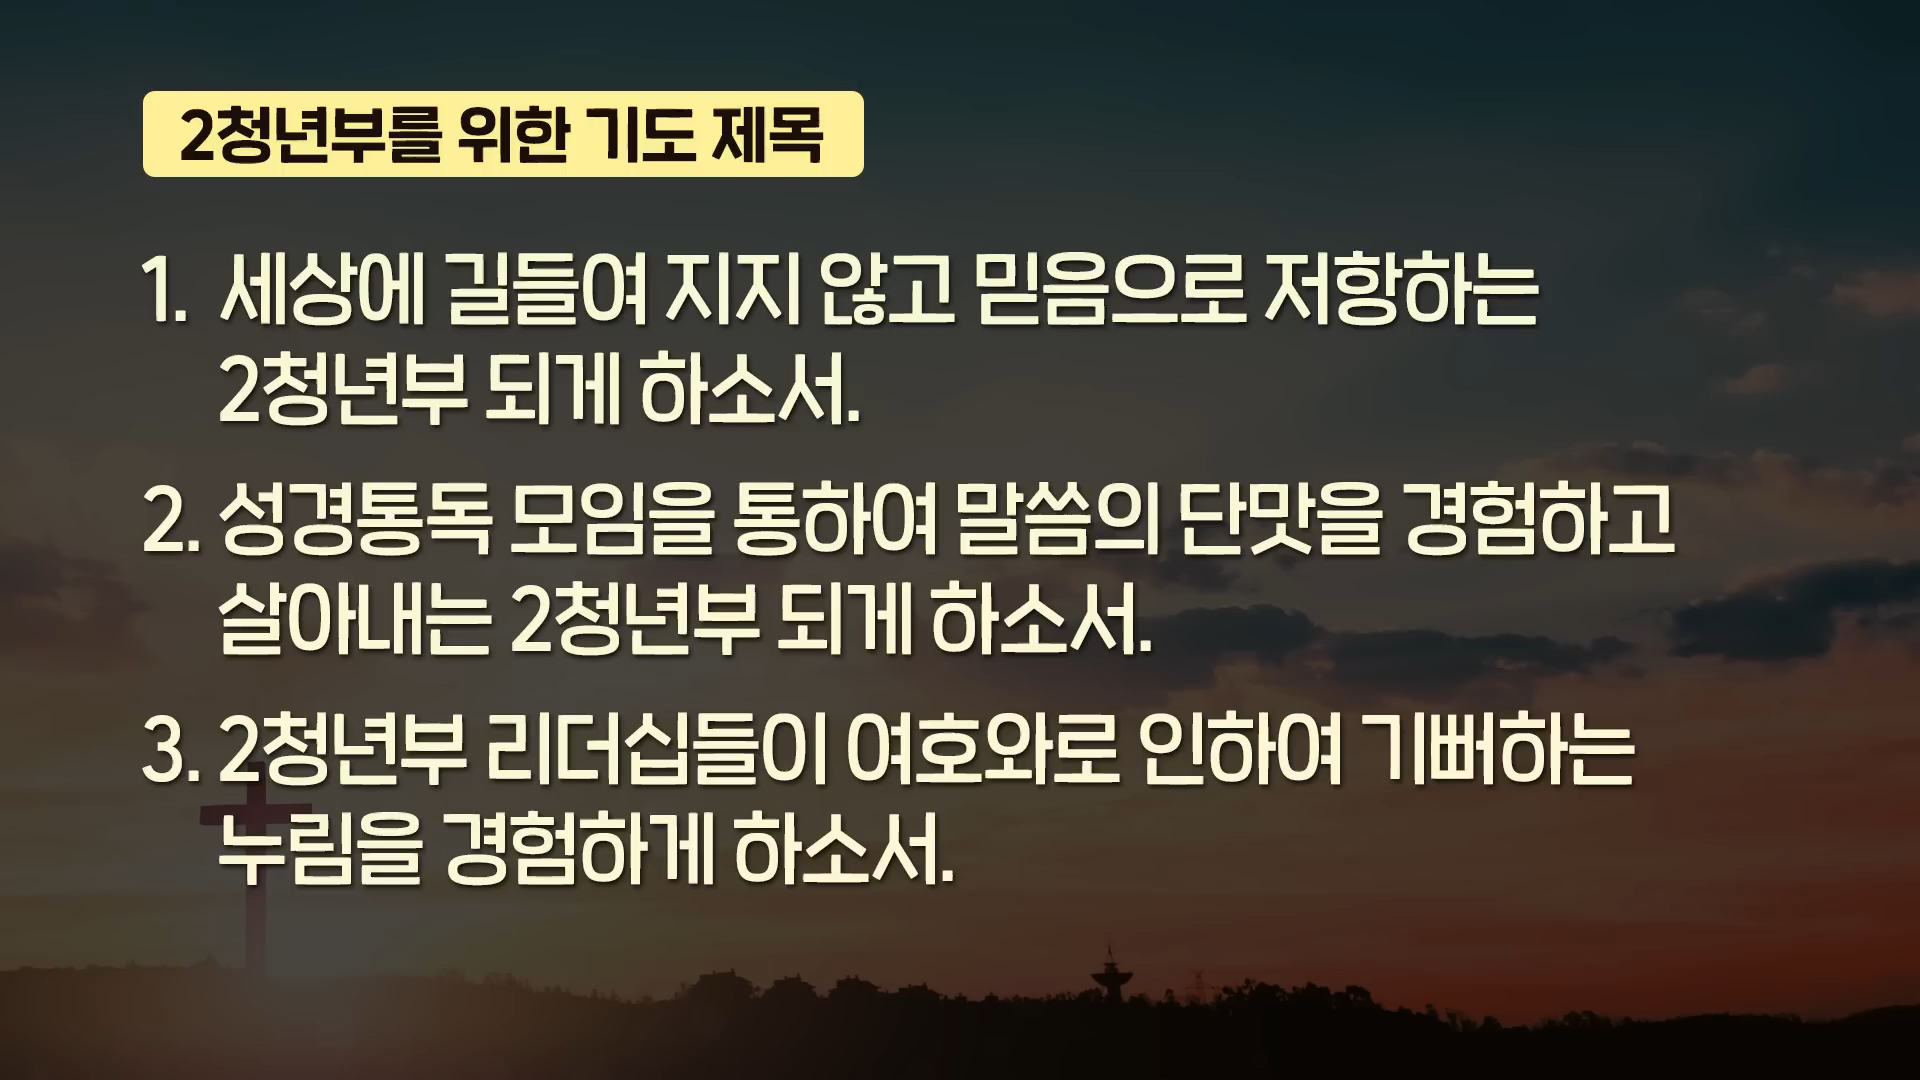 2청년부를 위한 기도 제목
1. 세상에 길들여 지지 않고 믿음으로 저항하는
2청년부 되게 하소서.
2. 성경통독 모임을 통하여 말씀의 단맛을 경험하고
살아내는 2청년부 되게 하소서.
3. 2청년부 리더십들이 여호와로 인하여 기뻐하는
누림을 경험하게 하소서.